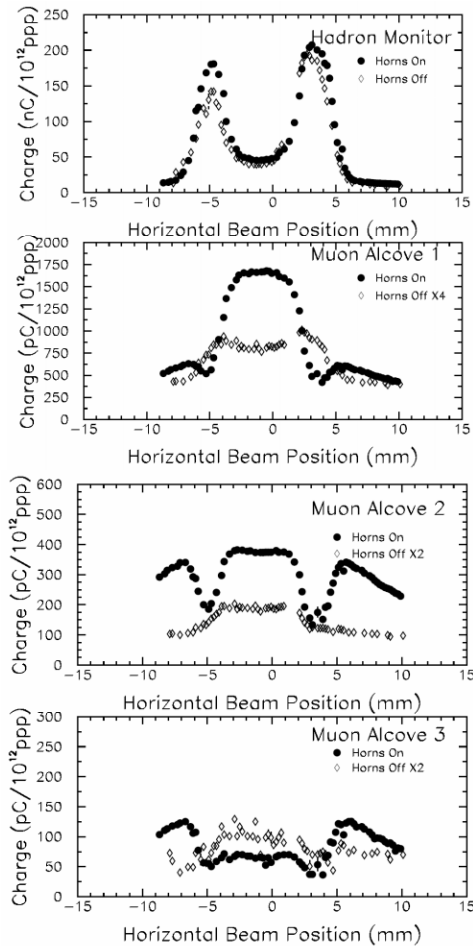 Hadron Monitor
● Horns On
◇ Horns Off
Charge (nC/10¹²ppp)
250
200
150
100
50
0
−15 −10 −5 0 5 10 15
Horizontal Beam Position (mm)
Muon Alcove 1
● Horns On
◇ Horns Off X4
Charge (pC/10¹²ppp)
2000
1750
1500
1250
1000
750
500
250
0
−15 −10 −5 0 5 10 15
Horizontal Beam Position (mm)
Muon Alcove 2
● Horns On
◇ Horns Off X2
Charge (pC/10¹²ppp)
600
500
400
300
200
100
0
−15 −10 −5 0 5 10 15
Horizontal Beam Position (mm)
Muon Alcove 3
● Horns On
◇ Horns Off X2
Charge (pC/10¹²ppp)
300
250
200
150
100
50
0
−15 −10 −5 0 5 10 15
Horizontal Beam Position (mm)